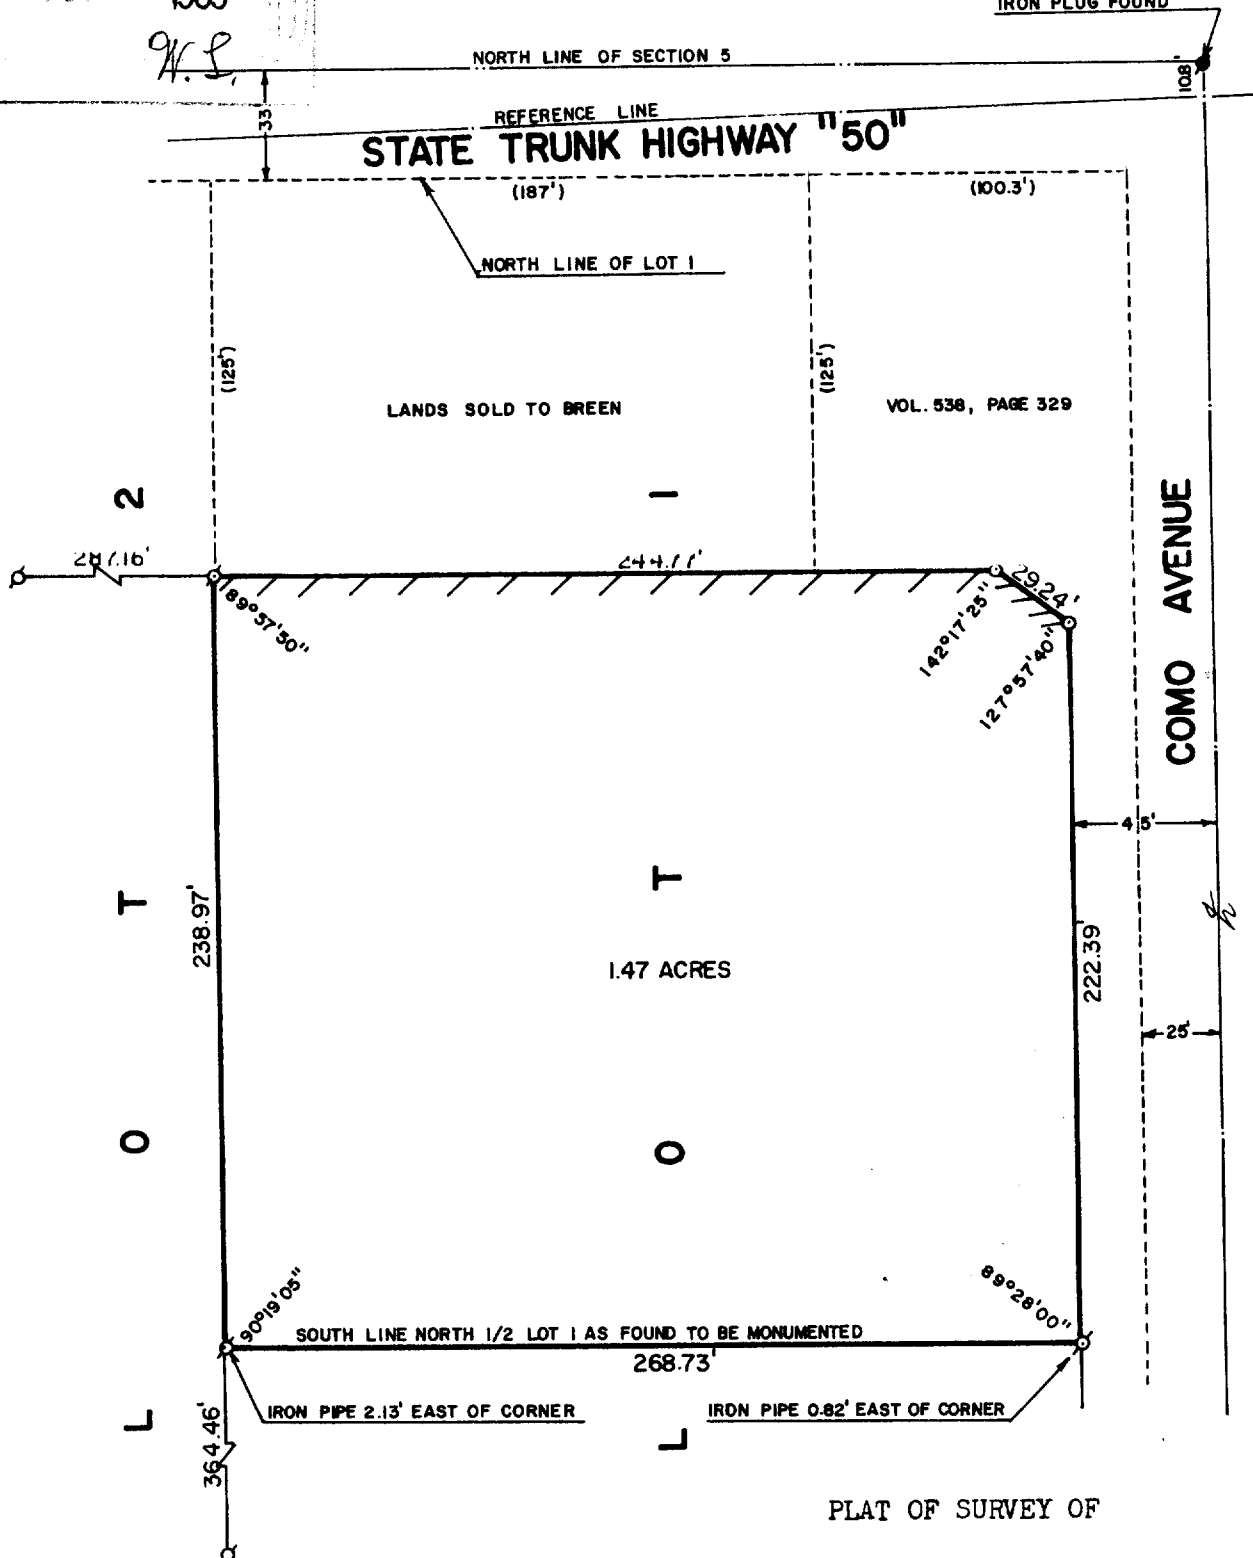 IRON PLUG FOUND
W. L.
NORTH LINE OF SECTION 5
10.8'
33'
REFERENCE LINE
STATE TRUNK HIGHWAY "50"
(187')
(100.3')
NORTH LINE OF LOT 1
(125')
(125')
LANDS SOLD TO BREEN
VOL. 538, PAGE 329
LOT 2
LOT 1
COMO AVENUE
287.16'
244.77'
29.24'
89°57'50"
142°17'25"
127°57'40"
45'
238.97'
222.39'
1.47 ACRES
25'
90°19'05"
89°28'00"
SOUTH LINE NORTH 1/2 LOT 1 AS FOUND TO BE MONUMENTED
268.73'
IRON PIPE 2.13' EAST OF CORNER
IRON PIPE 0.82' EAST OF CORNER
364.46'
PLAT OF SURVEY OF